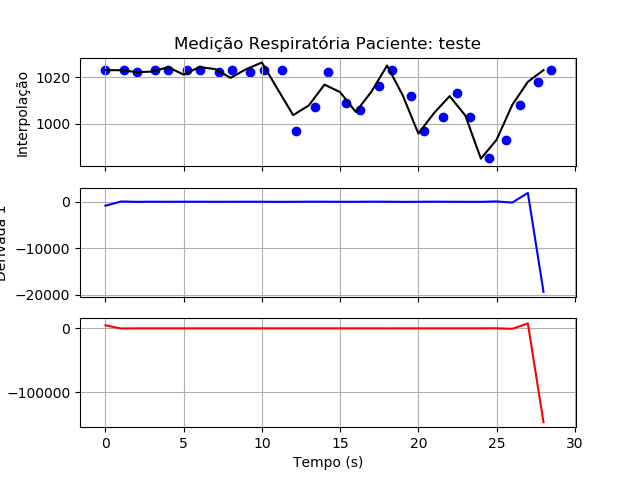 Medição Respiratória Paciente: teste
1020
1000
Interpolação
0
−10000
−20000
Derivada 1
0
−100000
0 5 10 15 20 25 30
Tempo (s)